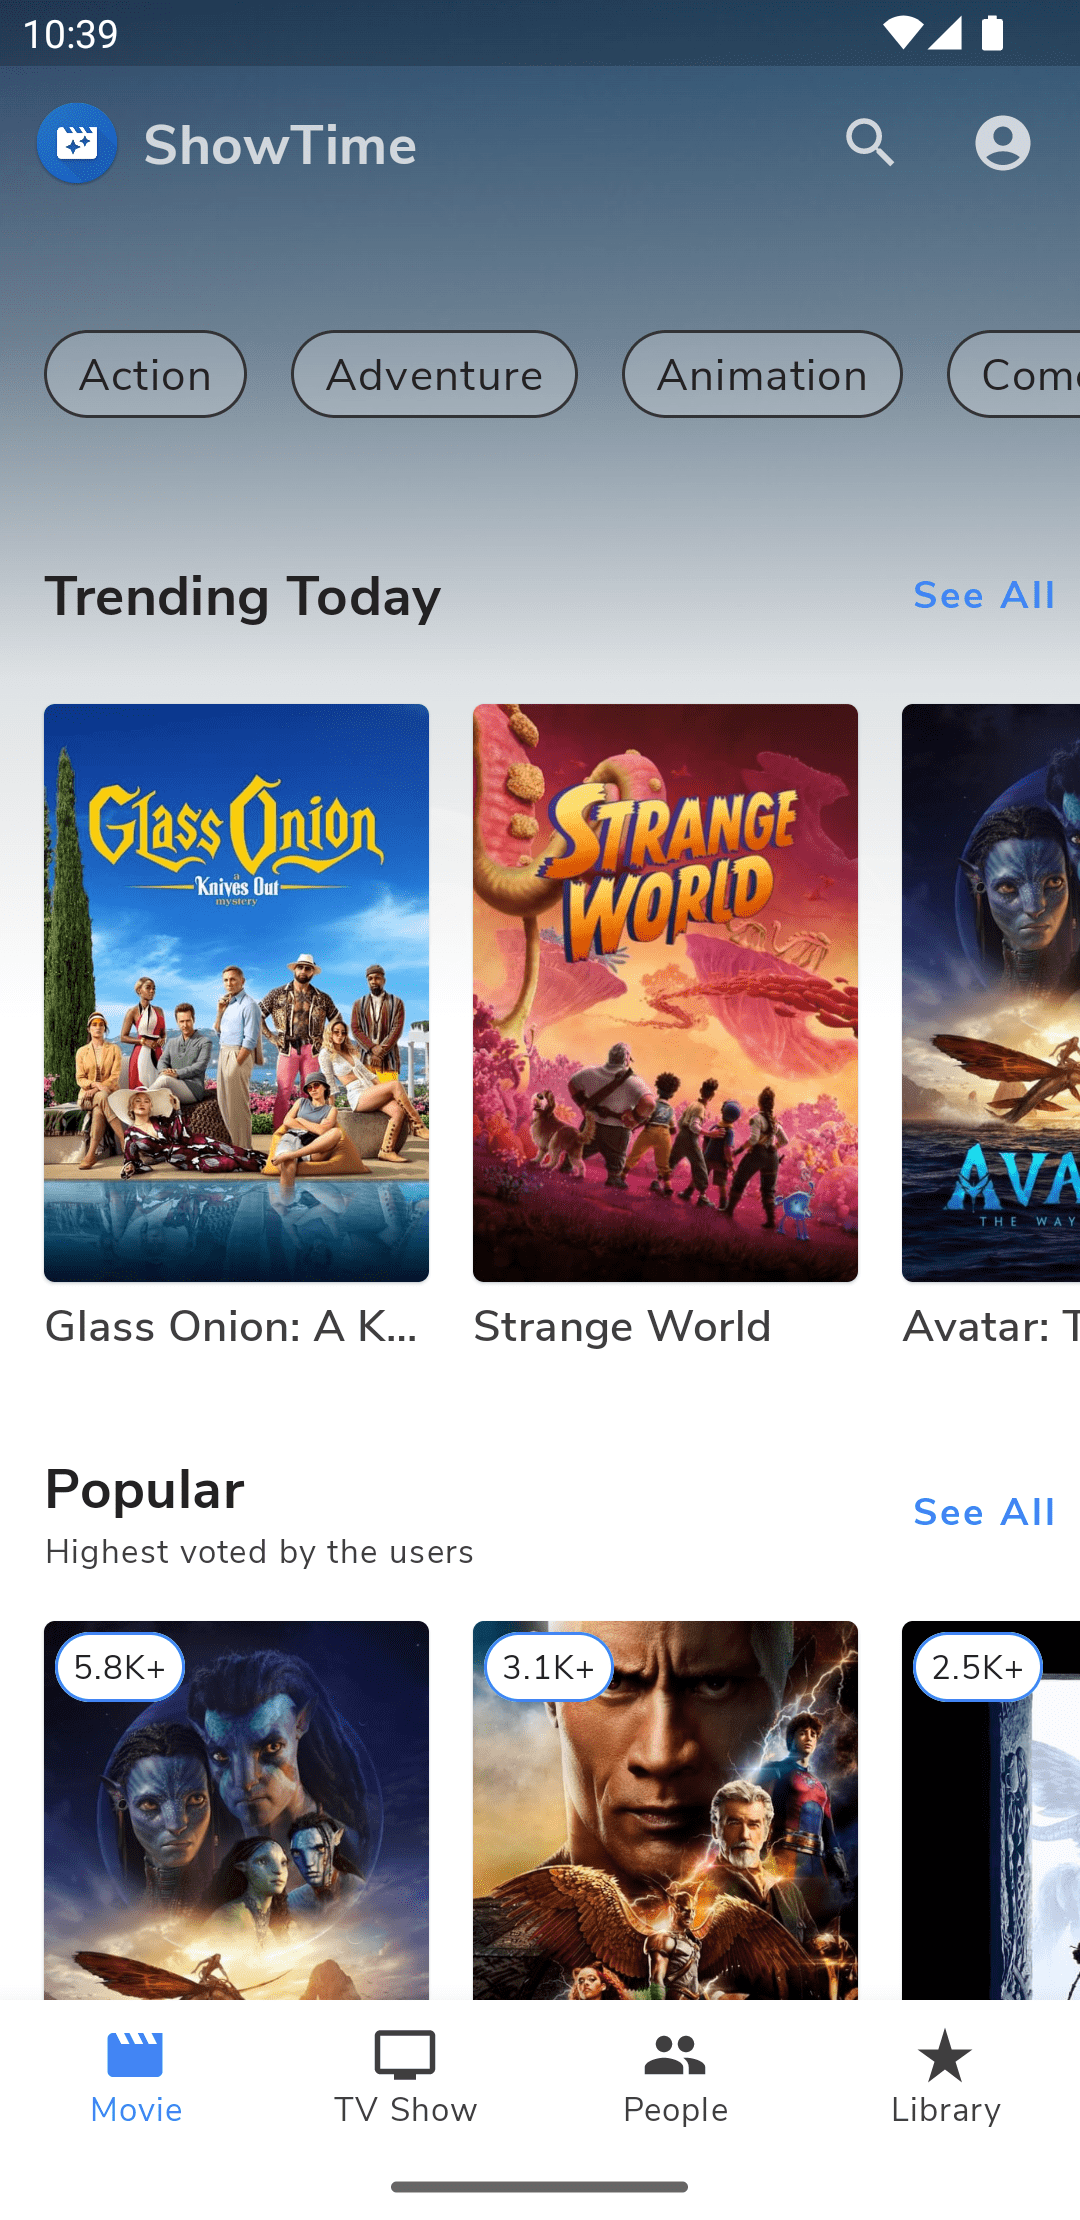 10:39
ShowTime
Action
Adventure
Animation
Come
Trending Today
See All
Glass Onion
a
Knives Out
mystery
STRANGE
WORLD
AVA
THE WAY
Glass Onion: A K...
Strange World
Avatar: T
Popular
See All
Highest voted by the users
5.8K+
3.1K+
2.5K+
Movie
TV Show
People
Library